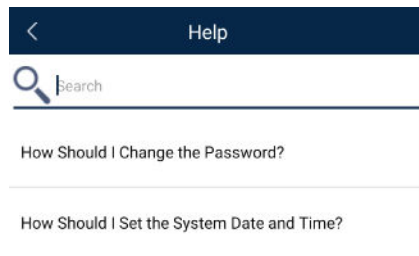 Help
Search
How Should I Change the Password?
How Should I Set the System Date and Time?